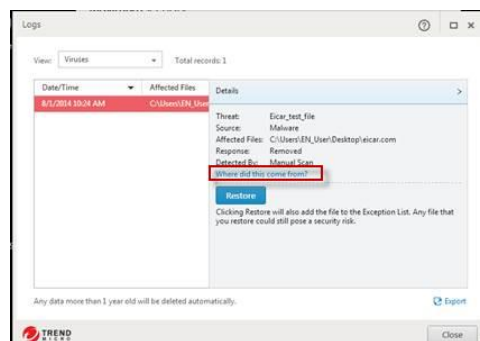 Logs
View: Viruses Total records: 1
Date/Time Affected Files
8/1/2014 10:24 AM C:\Users\EN_User
Details
Threat: Eicar_test_file
Source: Malware
Affected Files: C:\Users\EN_User\Desktop\eicar.com
Response: Removed
Detected By: Manual Scan
Where did this come from?
Restore
Clicking Restore will also add the file to the Exception List. Any file that
you restore could still pose a security risk.
Any data more than 1 year old will be deleted automatically.
Export
TREND
MICRO
Close